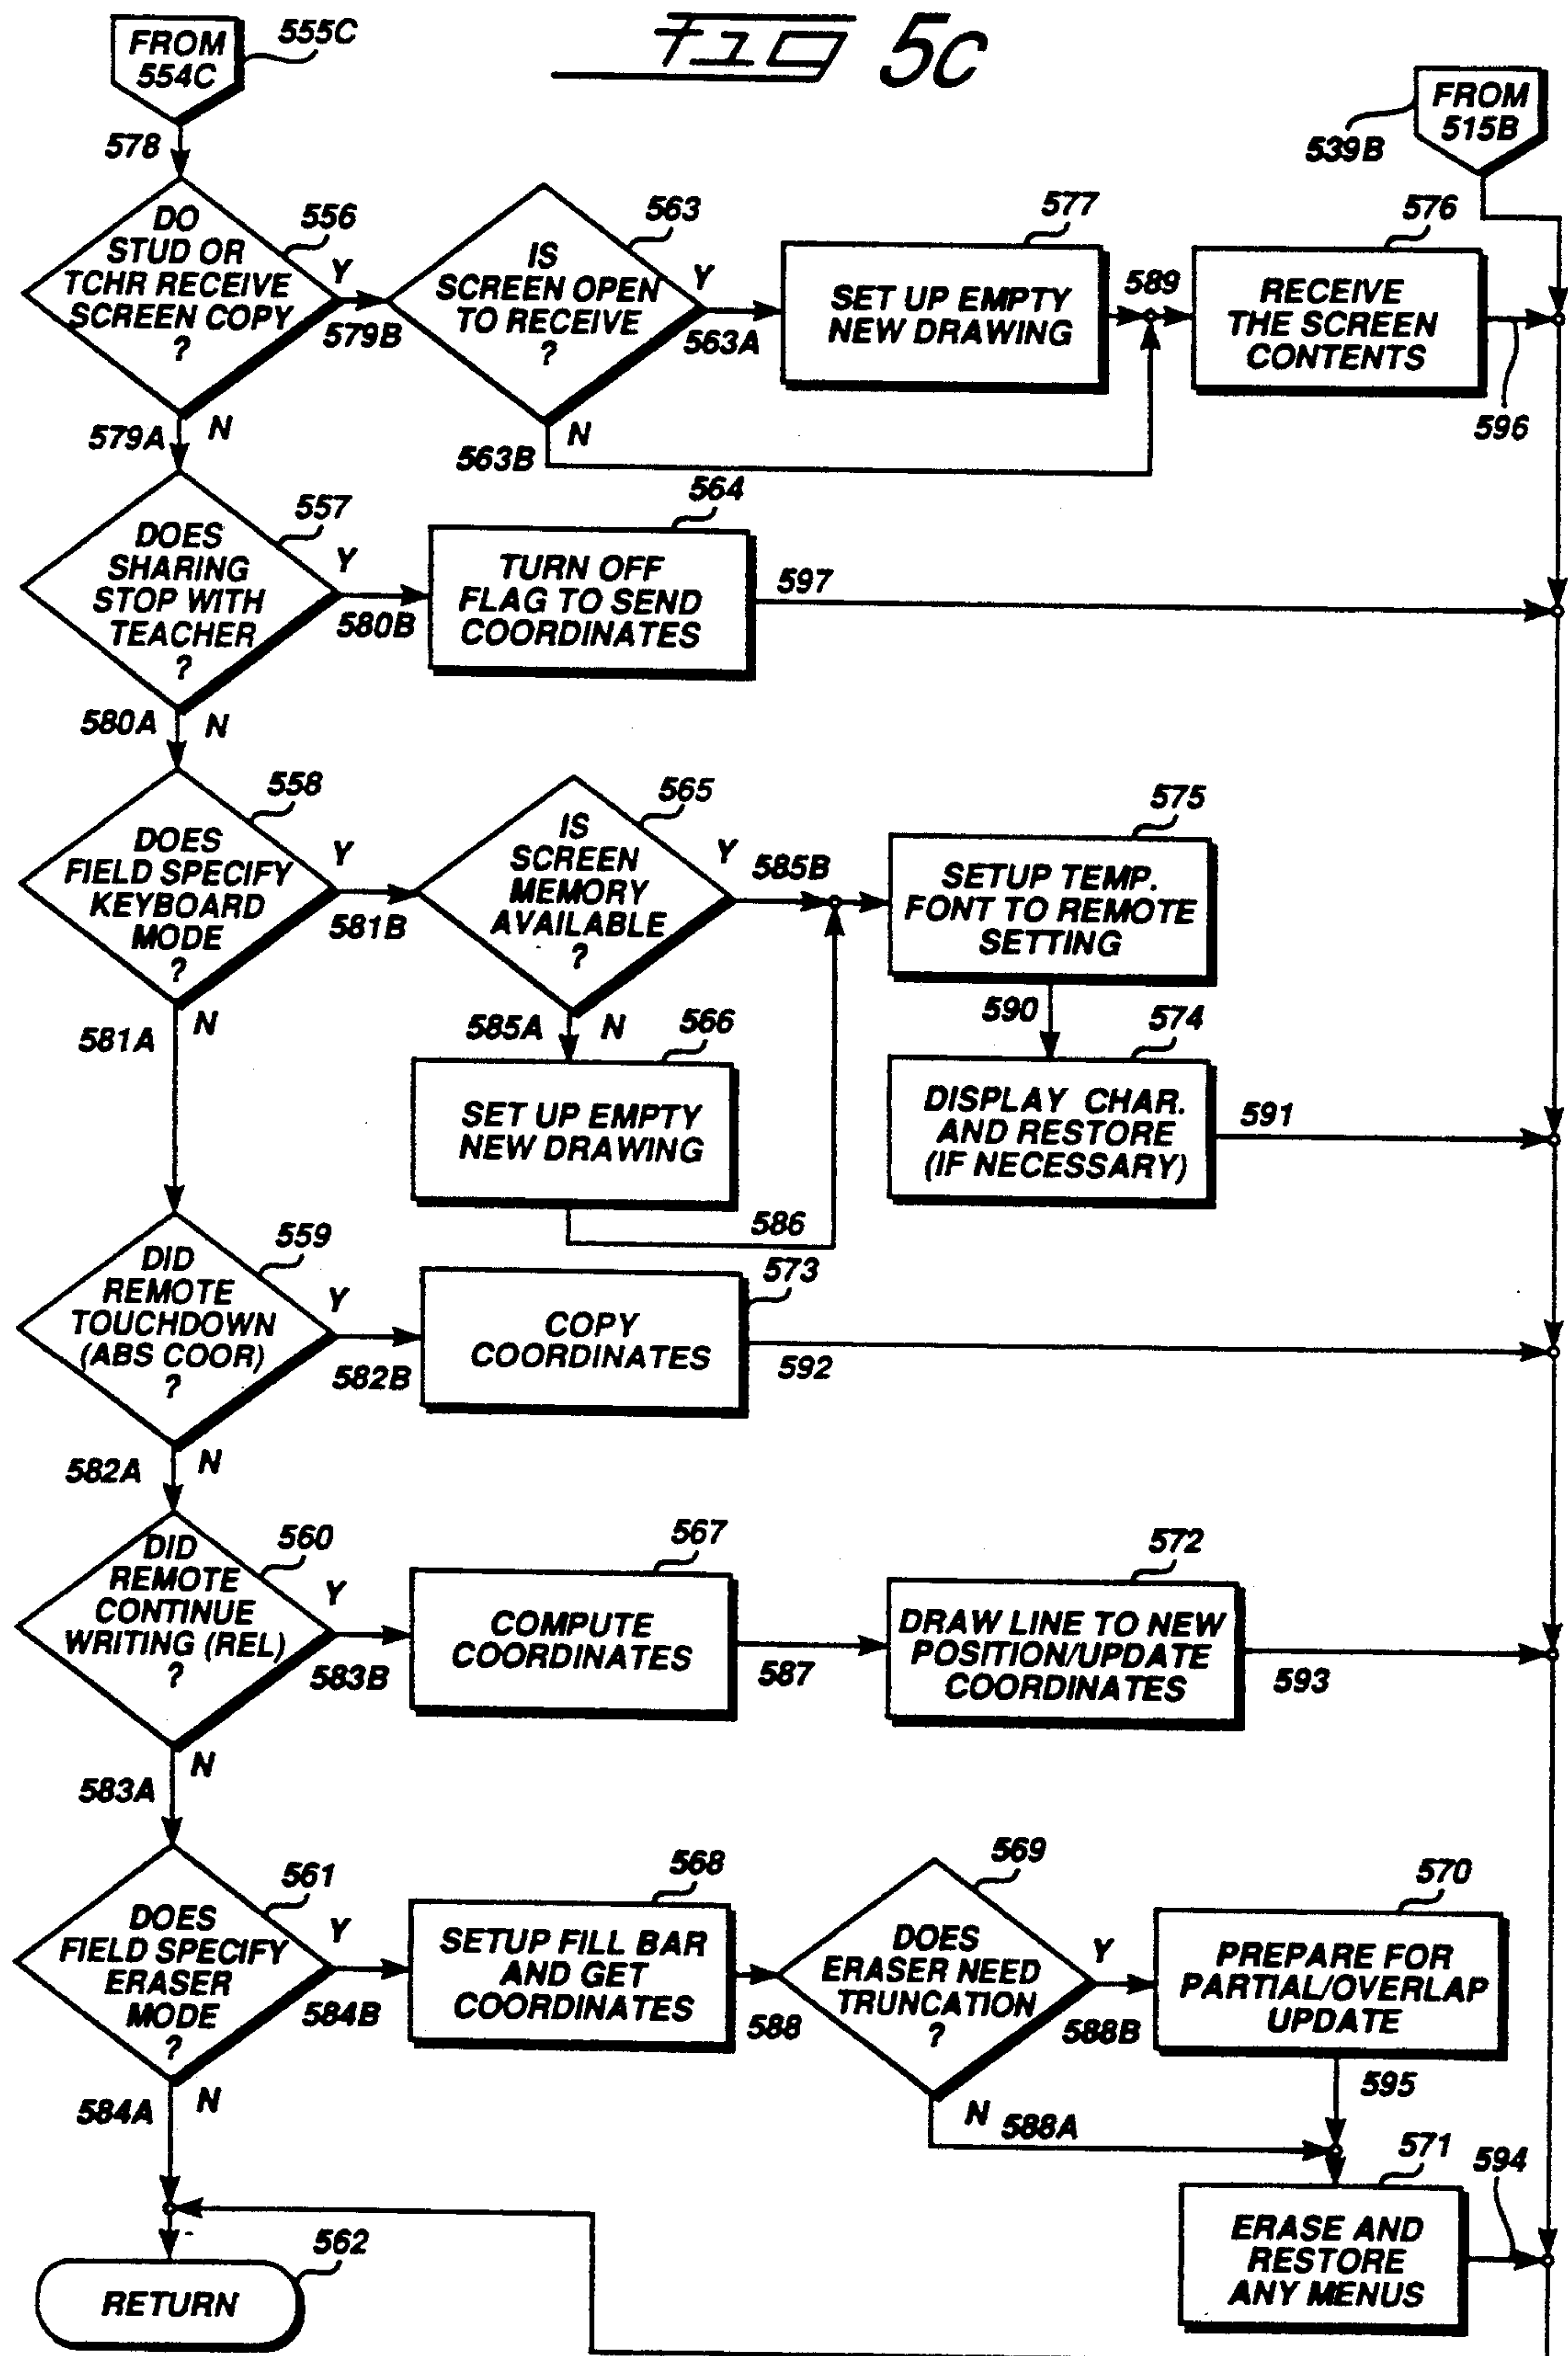 FIG 5C
FROM
554C
555C
FROM
515B
539B
578
DO
STUD OR
TCHR RECEIVE
SCREEN COPY
?
556
Y
579B
IS
SCREEN OPEN
TO RECEIVE
?
563
Y
563A
SET UP EMPTY
NEW DRAWING
577
589
RECEIVE
THE SCREEN
CONTENTS
576
596
579A
N
563B
N
DOES
SHARING
STOP WITH
TEACHER
?
557
Y
580B
TURN OFF
FLAG TO SEND
COORDINATES
564
597
580A
N
DOES
FIELD SPECIFY
KEYBOARD
MODE
?
558
Y
581B
IS
SCREEN
MEMORY
AVAILABLE
?
565
Y
585B
SETUP TEMP.
FONT TO REMOTE
SETTING
575
590
585A
N
581A
N
SET UP EMPTY
NEW DRAWING
566
586
DISPLAY CHAR.
AND RESTORE
(IF NECESSARY)
574
591
DID
REMOTE
TOUCHDOWN
(ABS COOR)
?
559
Y
582B
COPY
COORDINATES
573
592
582A
N
DID
REMOTE
CONTINUE
WRITING (REL)
?
560
Y
583B
COMPUTE
COORDINATES
567
587
DRAW LINE TO NEW
POSITION/UPDATE
COORDINATES
572
593
583A
N
DOES
FIELD SPECIFY
ERASER
MODE
?
561
Y
584B
SETUP FILL BAR
AND GET
COORDINATES
568
588
DOES
ERASER NEED
TRUNCATION
?
569
Y
588B
PREPARE FOR
PARTIAL/OVERLAP
UPDATE
570
595
584A
N
N
588A
ERASE AND
RESTORE
ANY MENUS
571
594
RETURN
562